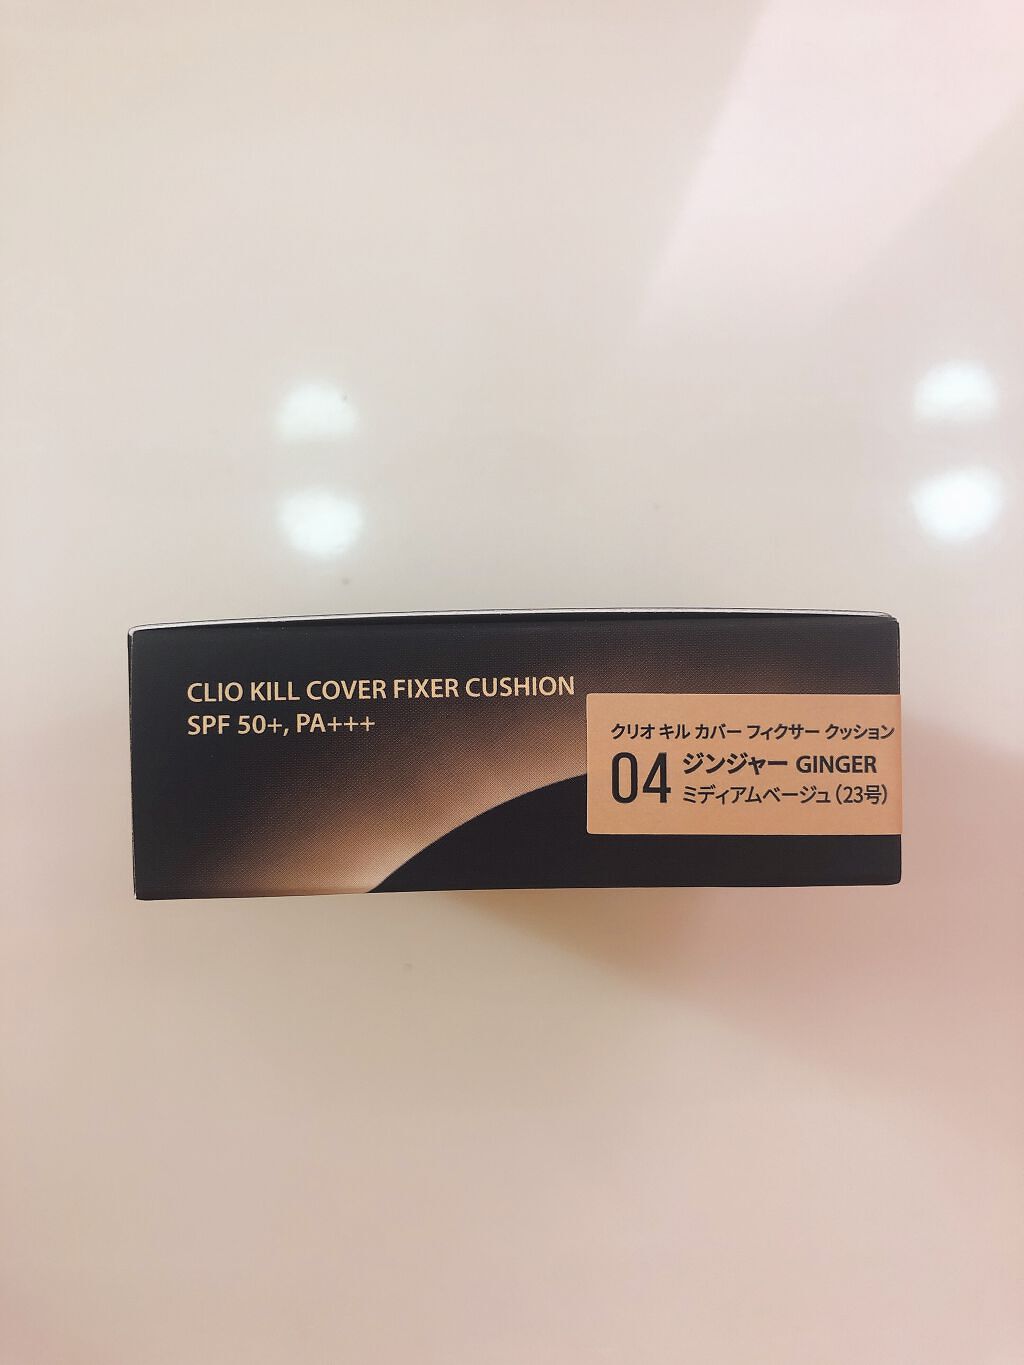 CLIO KILL COVER FIXER CUSHION
SPF 50+, PA+++
クリオ キル カバー フィクサー クッション
04 ジンジャー GINGER
ミディアムベージュ（23号）